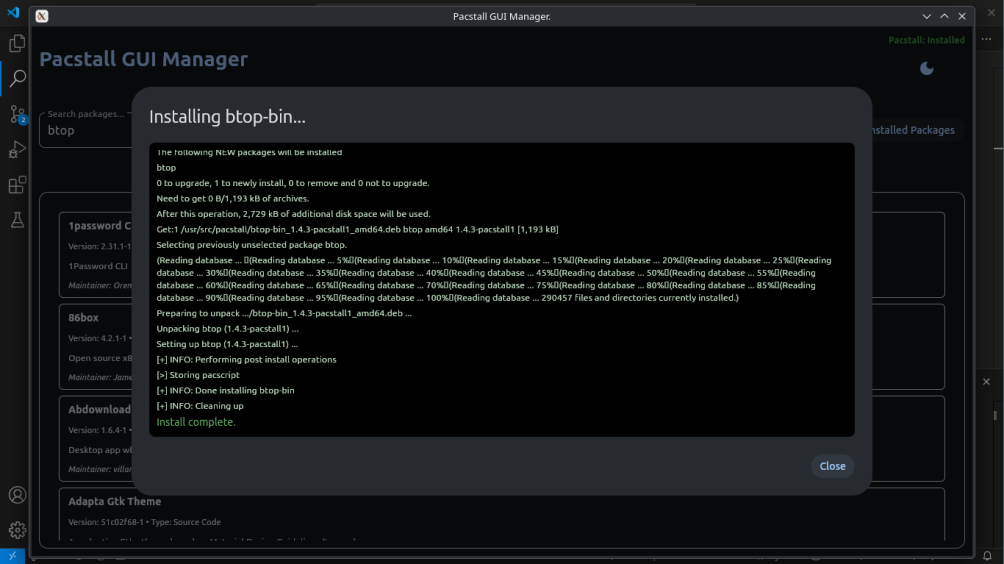 Pacstall GUI Manager.
Pacstall: Installed
Pacstall GUI Manager
Search packages...
btop
nstalled Packages
Installing btop-bin...
The following NEW packages will be installed
btop
0 to upgrade, 1 to newly install, 0 to remove and 0 not to upgrade.
Need to get 0 B/1,193 kB of archives.
After this operation, 2,729 kB of additional disk space will be used.
Get:1 /usr/src/pacstall/btop-bin_1.4.3-pacstall1_amd64.deb btop amd64 1.4.3-pacstall1 [1,193 kB]
Selecting previously unselected package btop.
(Reading database ... ▯(Reading database ... 5%▯(Reading database ... 10%▯(Reading database ... 15%▯(Reading database ... 20%▯(Reading database ... 25%▯(Reading
database ... 30%▯(Reading database ... 35%▯(Reading database ... 40%▯(Reading database ... 45%▯(Reading database ... 50%▯(Reading database ... 55%▯(Reading
database ... 60%▯(Reading database ... 65%▯(Reading database ... 70%▯(Reading database ... 75%▯(Reading database ... 80%▯(Reading database ... 85%▯(Reading
database ... 90%▯(Reading database ... 95%▯(Reading database ... 100%▯(Reading database ... 290457 files and directories currently installed.)
Preparing to unpack .../btop-bin_1.4.3-pacstall1_amd64.deb ...
Unpacking btop (1.4.3-pacstall1) ...
Setting up btop (1.4.3-pacstall1) ...
[+] INFO: Performing post install operations
[>] Storing pacscript
[+] INFO: Done installing btop-bin
[+] INFO: Cleaning up
Install complete.
Close
1password C
Version: 2.31.1-1
1Password CLI
Maintainer: Oren
86box
Version: 4.2.1-1 •
Open source x8
Maintainer: Jame
Abdownload
Version: 1.6.4-1 •
Desktop app wi
Maintainer: villar
Adapta Gtk Theme
Version: 51c02f68-1 • Type: Source Code
2